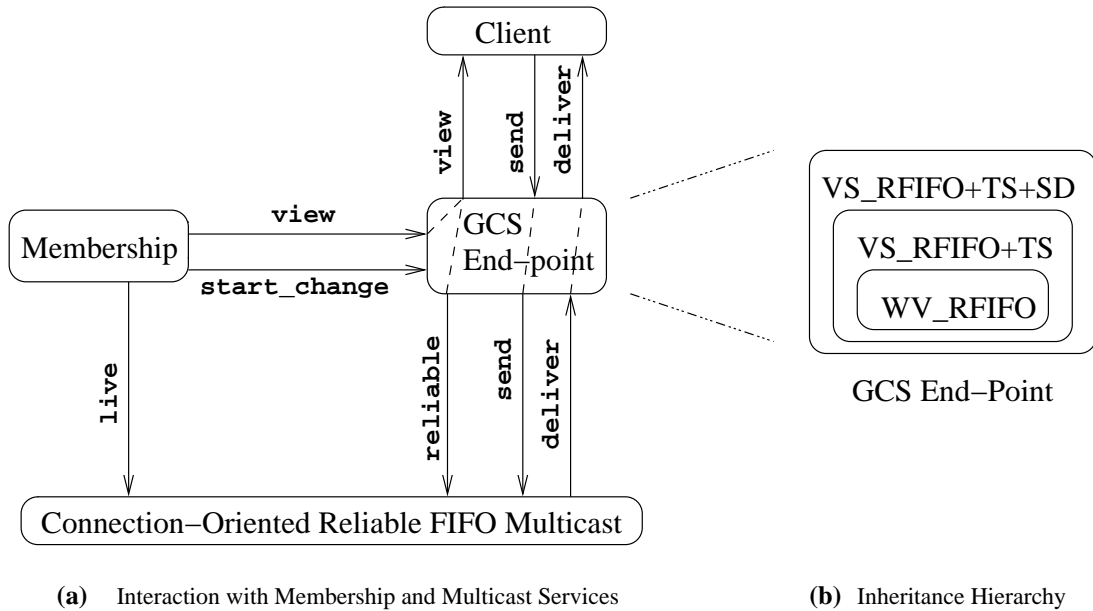 Client
view
send
deliver
view
GCS
End−point
Membership
start_change
live
reliable
send
deliver
Connection−Oriented Reliable FIFO Multicast
VS_RFIFO+TS+SD
VS_RFIFO+TS
WV_RFIFO
GCS End−Point
(a) Interaction with Membership and Multicast Services
(b) Inheritance Hierarchy